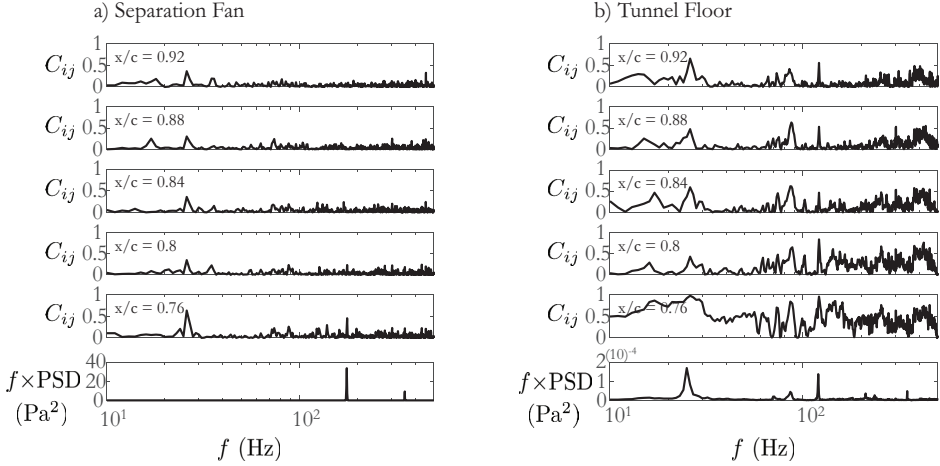 a) Separation Fan
1
C_ij 0.5 x/c = 0.92
0
1
C_ij 0.5 x/c = 0.88
0
1
C_ij 0.5 x/c = 0.84
0
1
C_ij 0.5 x/c = 0.8
0
1
C_ij 0.5 x/c = 0.76
0
40
f×PSD 20
(Pa²) 0
10¹ 10²
f (Hz)
b) Tunnel Floor
1
C_ij 0.5 x/c = 0.92
0
1
C_ij 0.5 x/c = 0.88
0
1
C_ij 0.5 x/c = 0.84
0
1
C_ij 0.5 x/c = 0.8
0
1
C_ij 0.5 x/c = 0.76
0
2 (10)⁻⁴
f×PSD 1
(Pa²) 0
10¹ 10²
f (Hz)